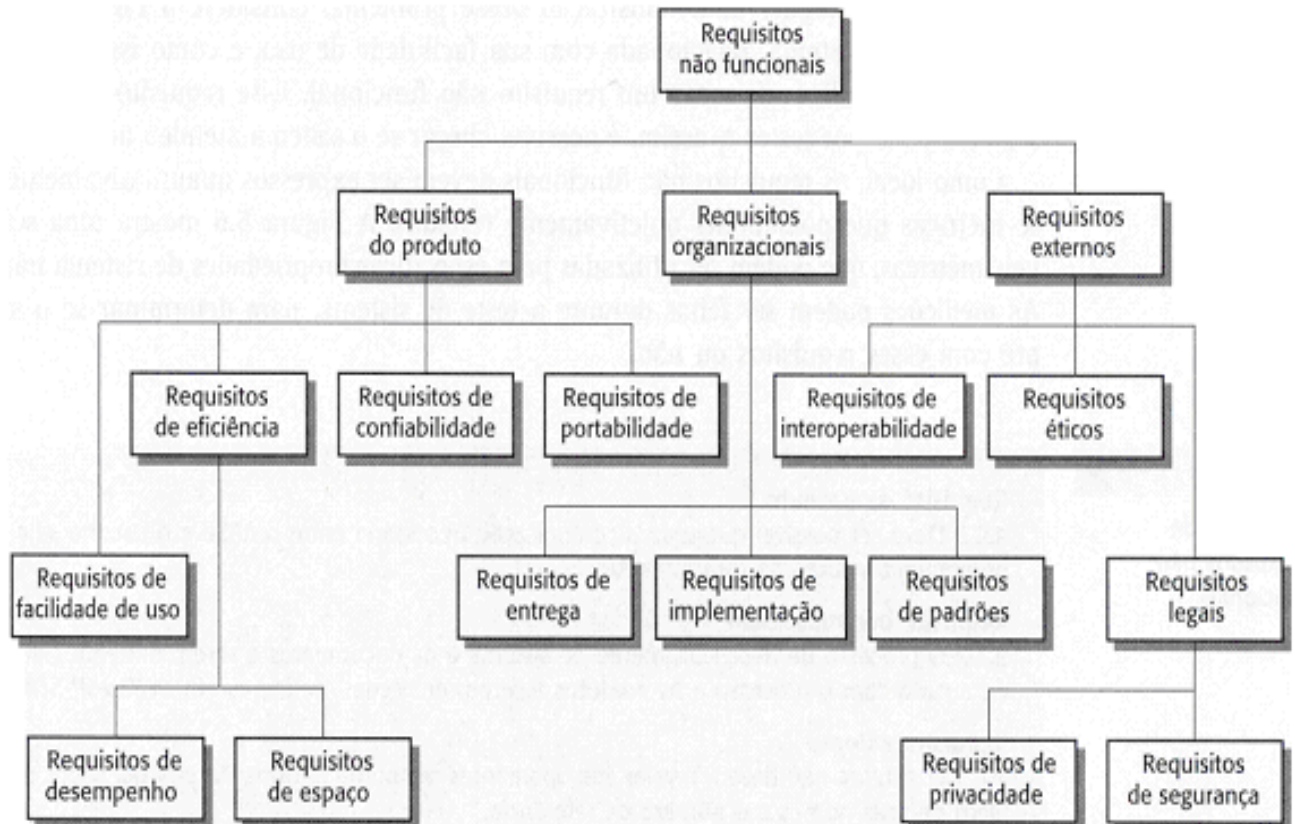 Requisitos
não funcionais
Requisitos
do produto
Requisitos
organizacionais
Requisitos
externos
Requisitos
de eficiência
Requisitos de
confiabilidade
Requisitos de
portabilidade
Requisitos de
interoperabilidade
Requisitos
éticos
Requisitos de
facilidade de uso
Requisitos de
entrega
Requisitos de
implementação
Requisitos
de padrões
Requisitos
legais
Requisitos de
desempenho
Requisitos
de espaço
Requisitos de
privacidade
Requisitos
de segurança